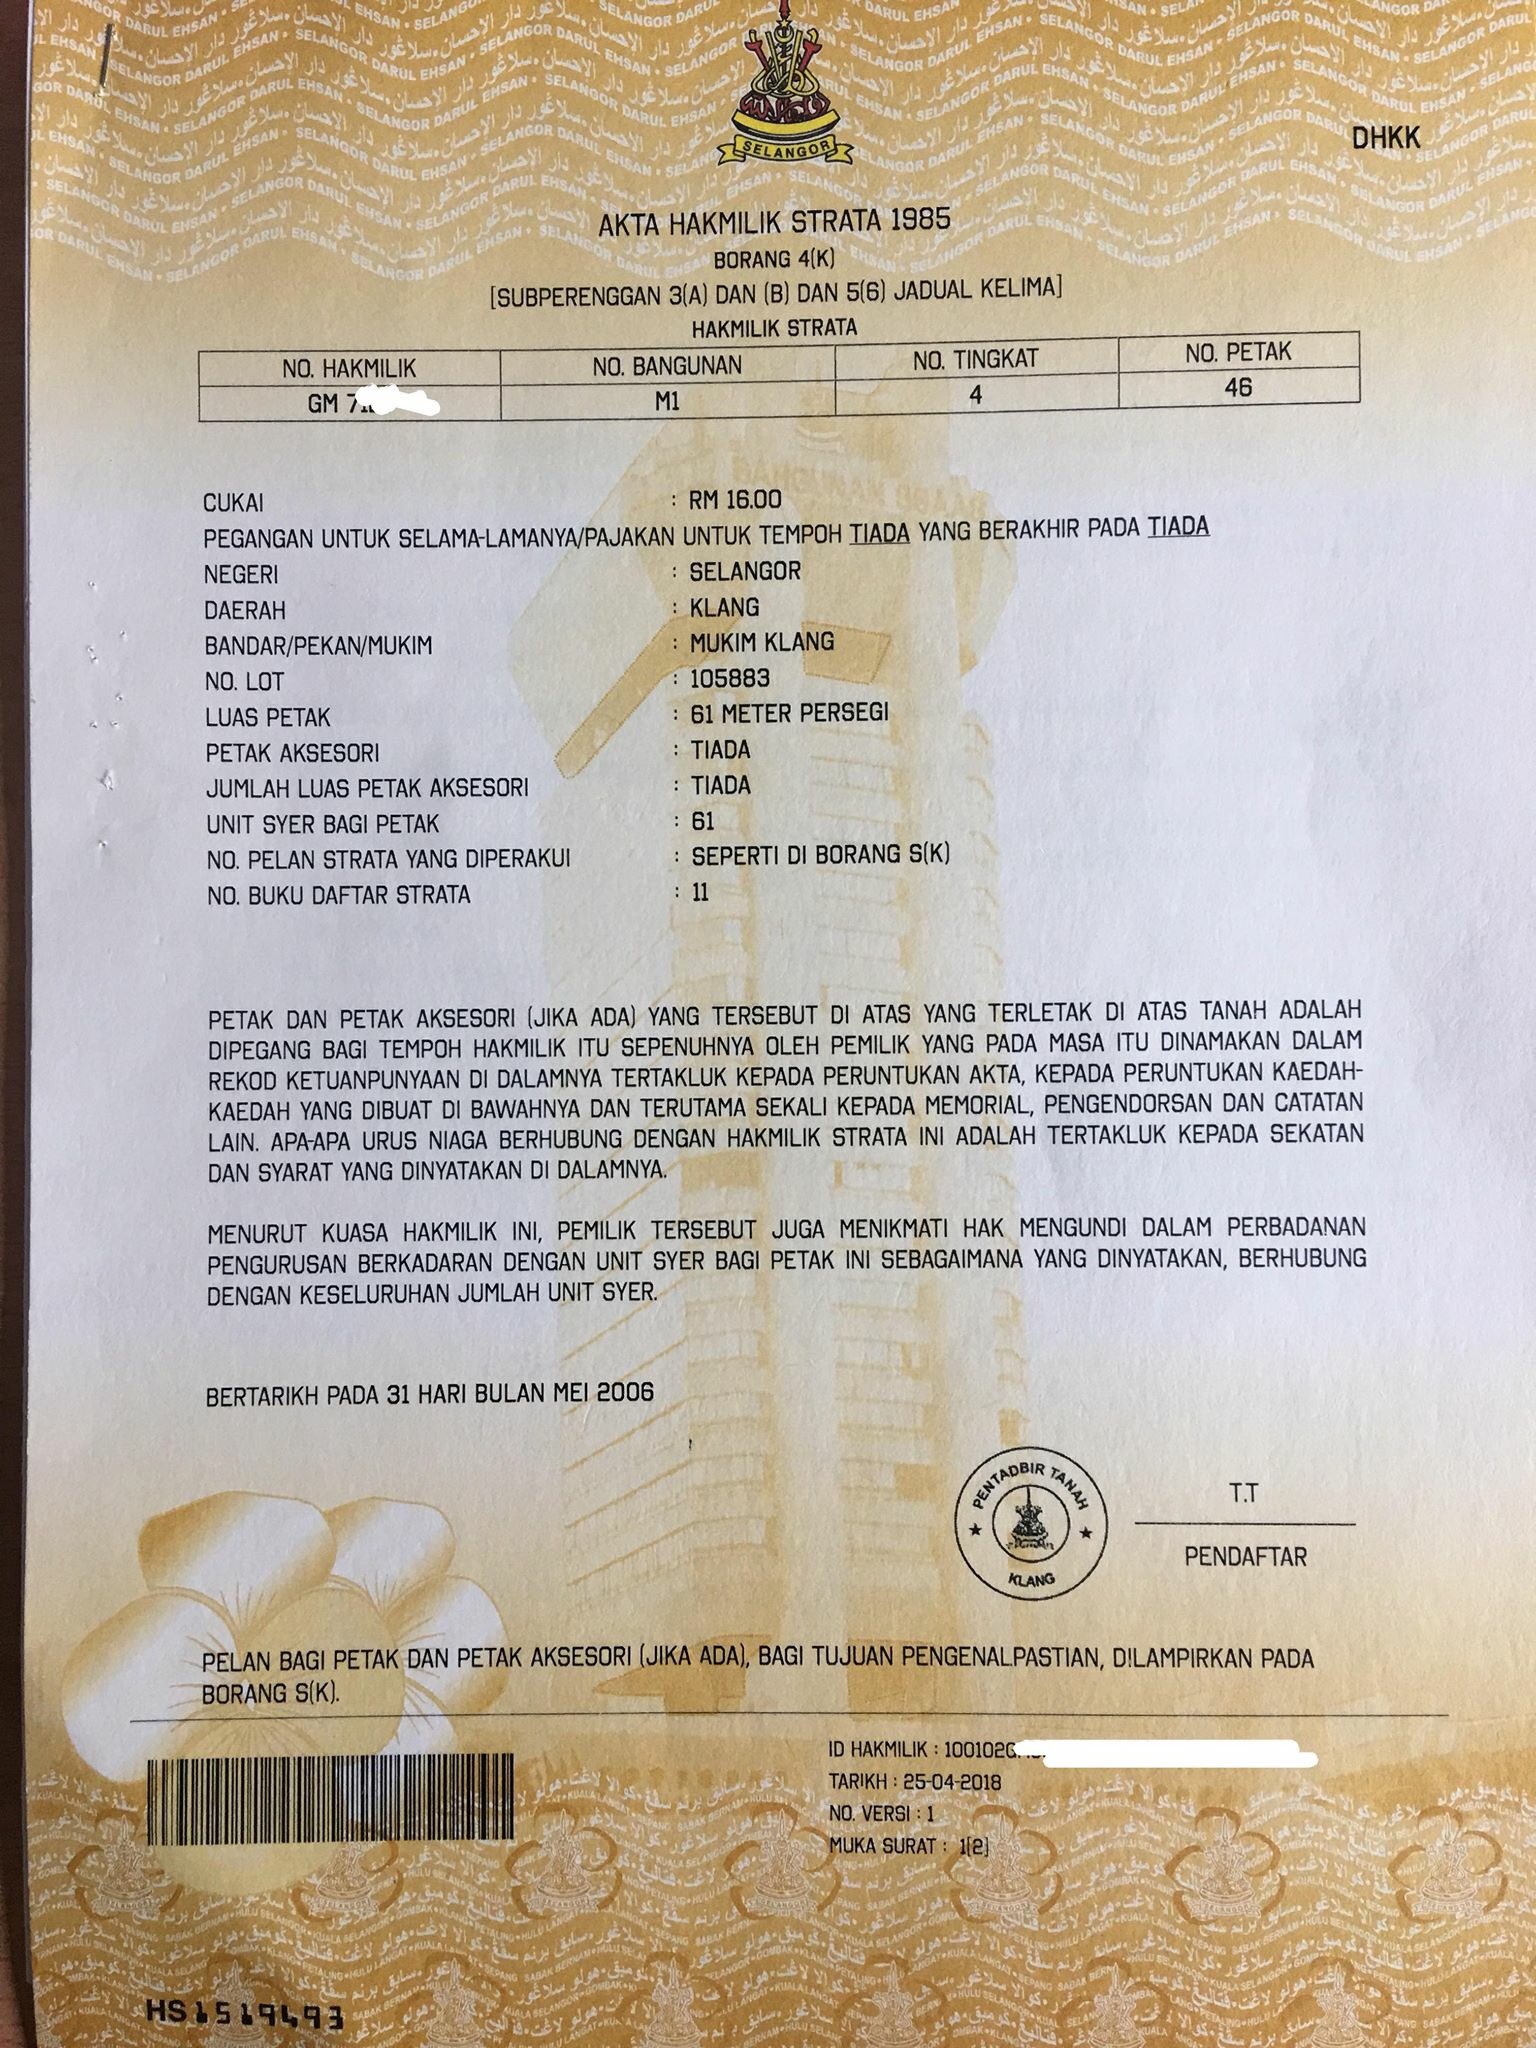 SELANGOR
DHKK
AKTA HAKMILIK STRATA 1985
BORANG 4(K)
[SUBPERENGGAN 3(A) DAN (B) DAN 5(6) JADUAL KELIMA]
HAKMILIK STRATA
NO. HAKMILIK NO. BANGUNAN NO. TINGKAT NO. PETAK
GM M1 4 46
CUKAI : RM 16.00
PEGANGAN UNTUK SELAMA-LAMANYA/PAJAKAN UNTUK TEMPOH TIADA YANG BERAKHIR PADA TIADA
NEGERI : SELANGOR
DAERAH : KLANG
BANDAR/PEKAN/MUKIM : MUKIM KLANG
NO. LOT : 105883
LUAS PETAK : 61 METER PERSEGI
PETAK AKSESORI : TIADA
JUMLAH LUAS PETAK AKSESORI : TIADA
UNIT SYER BAGI PETAK : 61
NO. PELAN STRATA YANG DIPERAKUI : SEPERTI DI BORANG S(K)
NO. BUKU DAFTAR STRATA : 11
PETAK DAN PETAK AKSESORI (JIKA ADA) YANG TERSEBUT DI ATAS YANG TERLETAK DI ATAS TANAH ADALAH
DIPEGANG BAGI TEMPOH HAKMILIK ITU SEPENUHNYA OLEH PEMILIK YANG PADA MASA ITU DINAMAKAN DALAM
REKOD KETUANPUNYAAN DI DALAMNYA TERTAKLUK KEPADA PERUNTUKAN AKTA, KEPADA PERUNTUKAN KAEDAH-
KAEDAH YANG DIBUAT DI BAWAHNYA DAN TERUTAMA SEKALI KEPADA MEMORIAL, PENGENDORSAN DAN CATATAN
LAIN. APA-APA URUS NIAGA BERHUBUNG DENGAN HAKMILIK STRATA INI ADALAH TERTAKLUK KEPADA SEKATAN
DAN SYARAT YANG DINYATAKAN DI DALAMNYA.
MENURUT KUASA HAKMILIK INI, PEMILIK TERSEBUT JUGA MENIKMATI HAK MENGUNDI DALAM PERBADANAN
PENGURUSAN BERKADARAN DENGAN UNIT SYER BAGI PETAK INI SEBAGAIMANA YANG DINYATAKAN, BERHUBUNG
DENGAN KESELURUHAN JUMLAH UNIT SYER.
BERTARIKH PADA 31 HARI BULAN MEI 2006
PENTADBIR TANAH
KLANG
T.T
PENDAFTAR
PELAN BAGI PETAK DAN PETAK AKSESORI (JIKA ADA), BAGI TUJUAN PENGENALPASTIAN, DILAMPIRKAN PADA
BORANG S(K).
ID HAKMILIK : 100102G
TARIKH : 25-04-2018
NO. VERSI : 1
MUKA SURAT : 1[2]
HS1519493